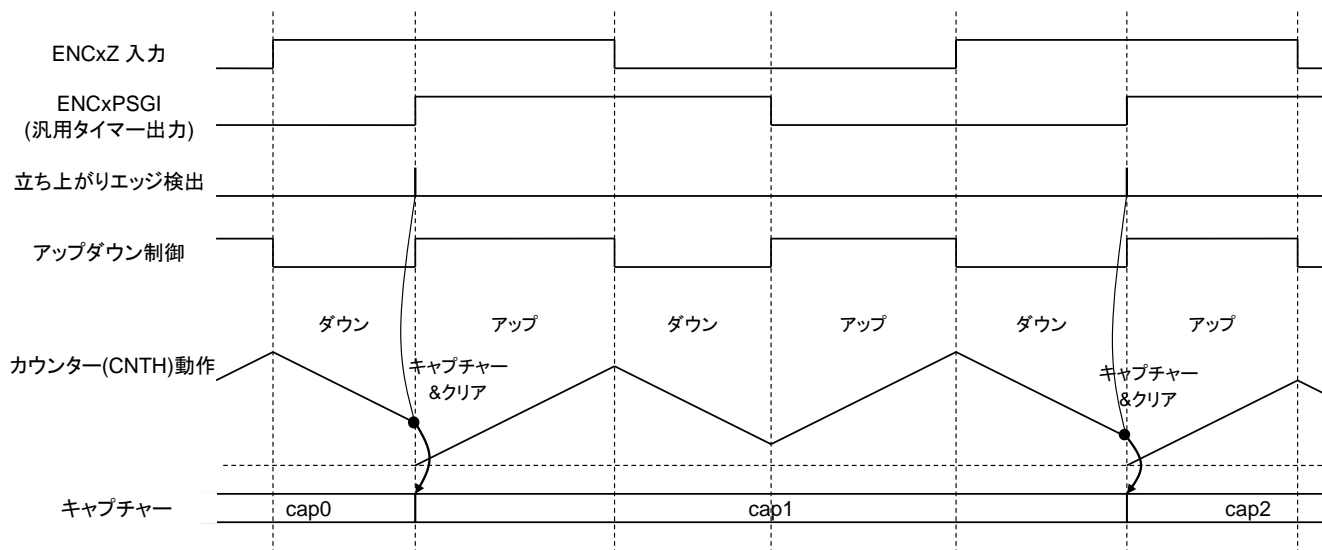 ENCxZ 入力
ENCxPSGI
(汎用タイマー出力)
立ち上がりエッジ検出
アップダウン制御
ダウン
アップ
ダウン
アップ
ダウン
アップ
カウンター(CNTH)動作
キャプチャー
&クリア
キャプチャー
&クリア
キャプチャー
cap0
cap1
cap2